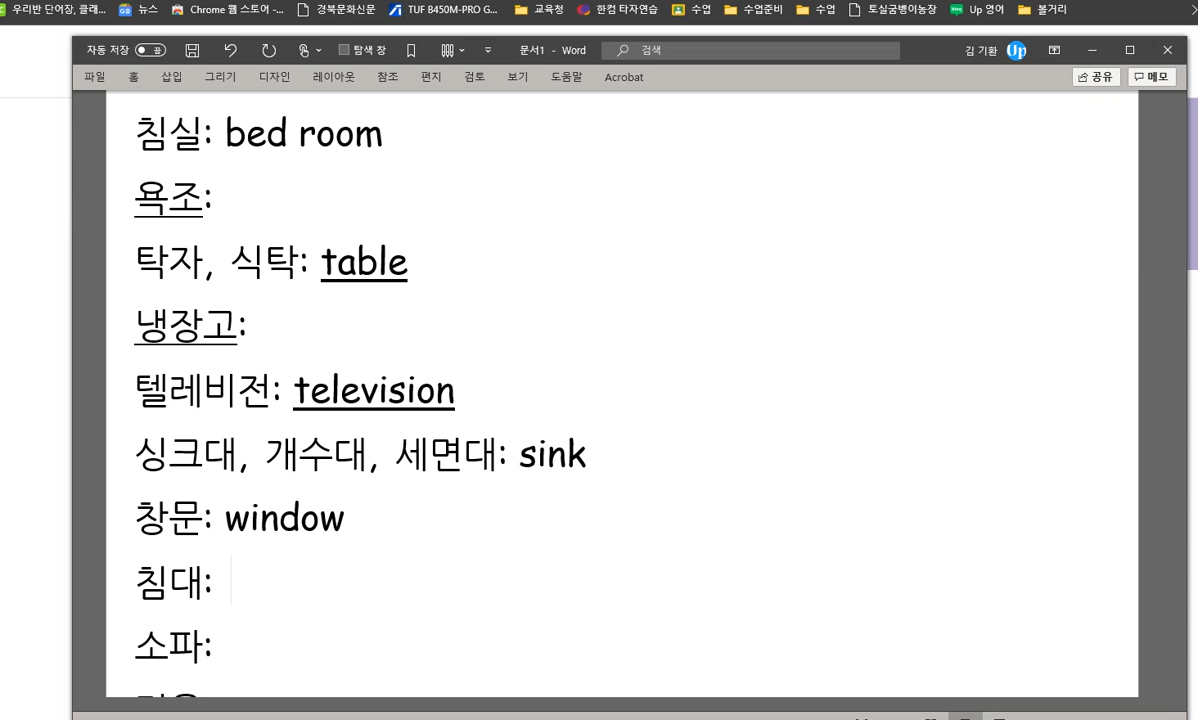 우리반 단어장, 클래... 뉴스 Chrome 웹 스토어 -... 경북문화신문 TUF B450M-PRO G... 교육청 한컴 타자연습 수업 수업준비 수업 토실굼벵이농장 Up 영어 볼거리
자동 저장 끔 탐색 창 문서1 - Word 검색 김 기환 Up
파일 홈 삽입 그리기 디자인 레이아웃 참조 편지 검토 보기 도움말 Acrobat 공유 메모
침실: bed room
욕조:
탁자, 식탁: table
냉장고:
텔레비전: television
싱크대, 개수대, 세면대: sink
창문: window
침대:
소파: